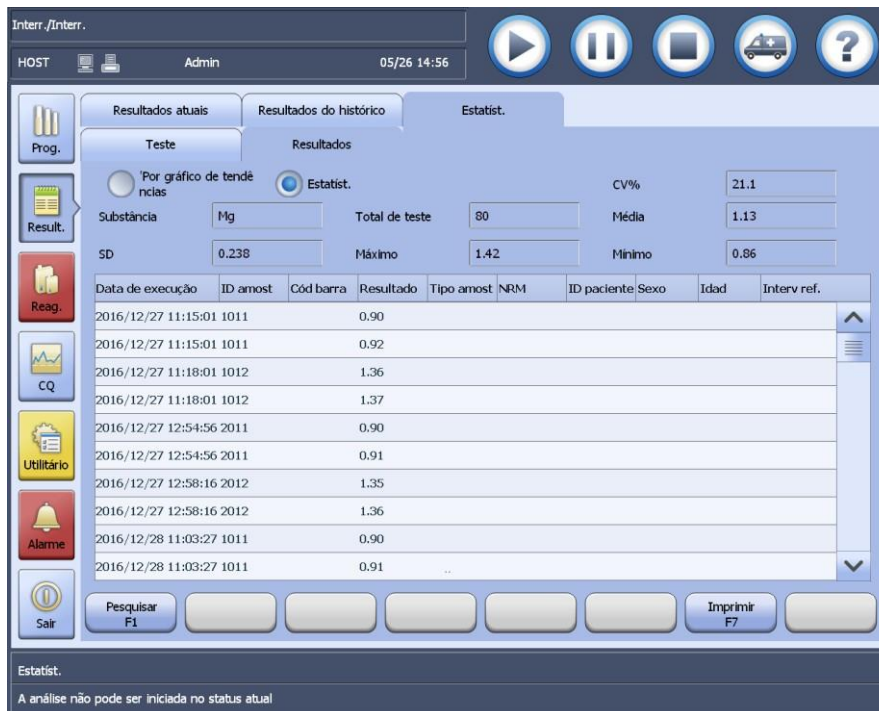 Interr./Interr.
HOST Admin 05/26 14:56
?
Prog.
Result.
Reag.
CQ
Utilitário
Alarme
Sair
Resultados atuais Resultados do histórico Estatíst.
Teste Resultados
'Por gráfico de tendê
ncias
Estatíst.
CV% 21.1
Substância Mg Total de teste 80 Média 1.13
SD 0.238 Máximo 1.42 Mínimo 0.86
Data de execução ID amost Cód barra Resultado Tipo amost NRM ID paciente Sexo Idad Interv ref.
2016/12/27 11:15:01 1011 0.90
2016/12/27 11:15:01 1011 0.92
2016/12/27 11:18:01 1012 1.36
2016/12/27 11:18:01 1012 1.37
2016/12/27 12:54:56 2011 0.90
2016/12/27 12:54:56 2011 0.91
2016/12/27 12:58:16 2012 1.35
2016/12/27 12:58:16 2012 1.36
2016/12/28 11:03:27 1011 0.90
2016/12/28 11:03:27 1011 0.91
Pesquisar
F1
Imprimir
F7
Estatíst.
A análise não pode ser iniciada no status atual